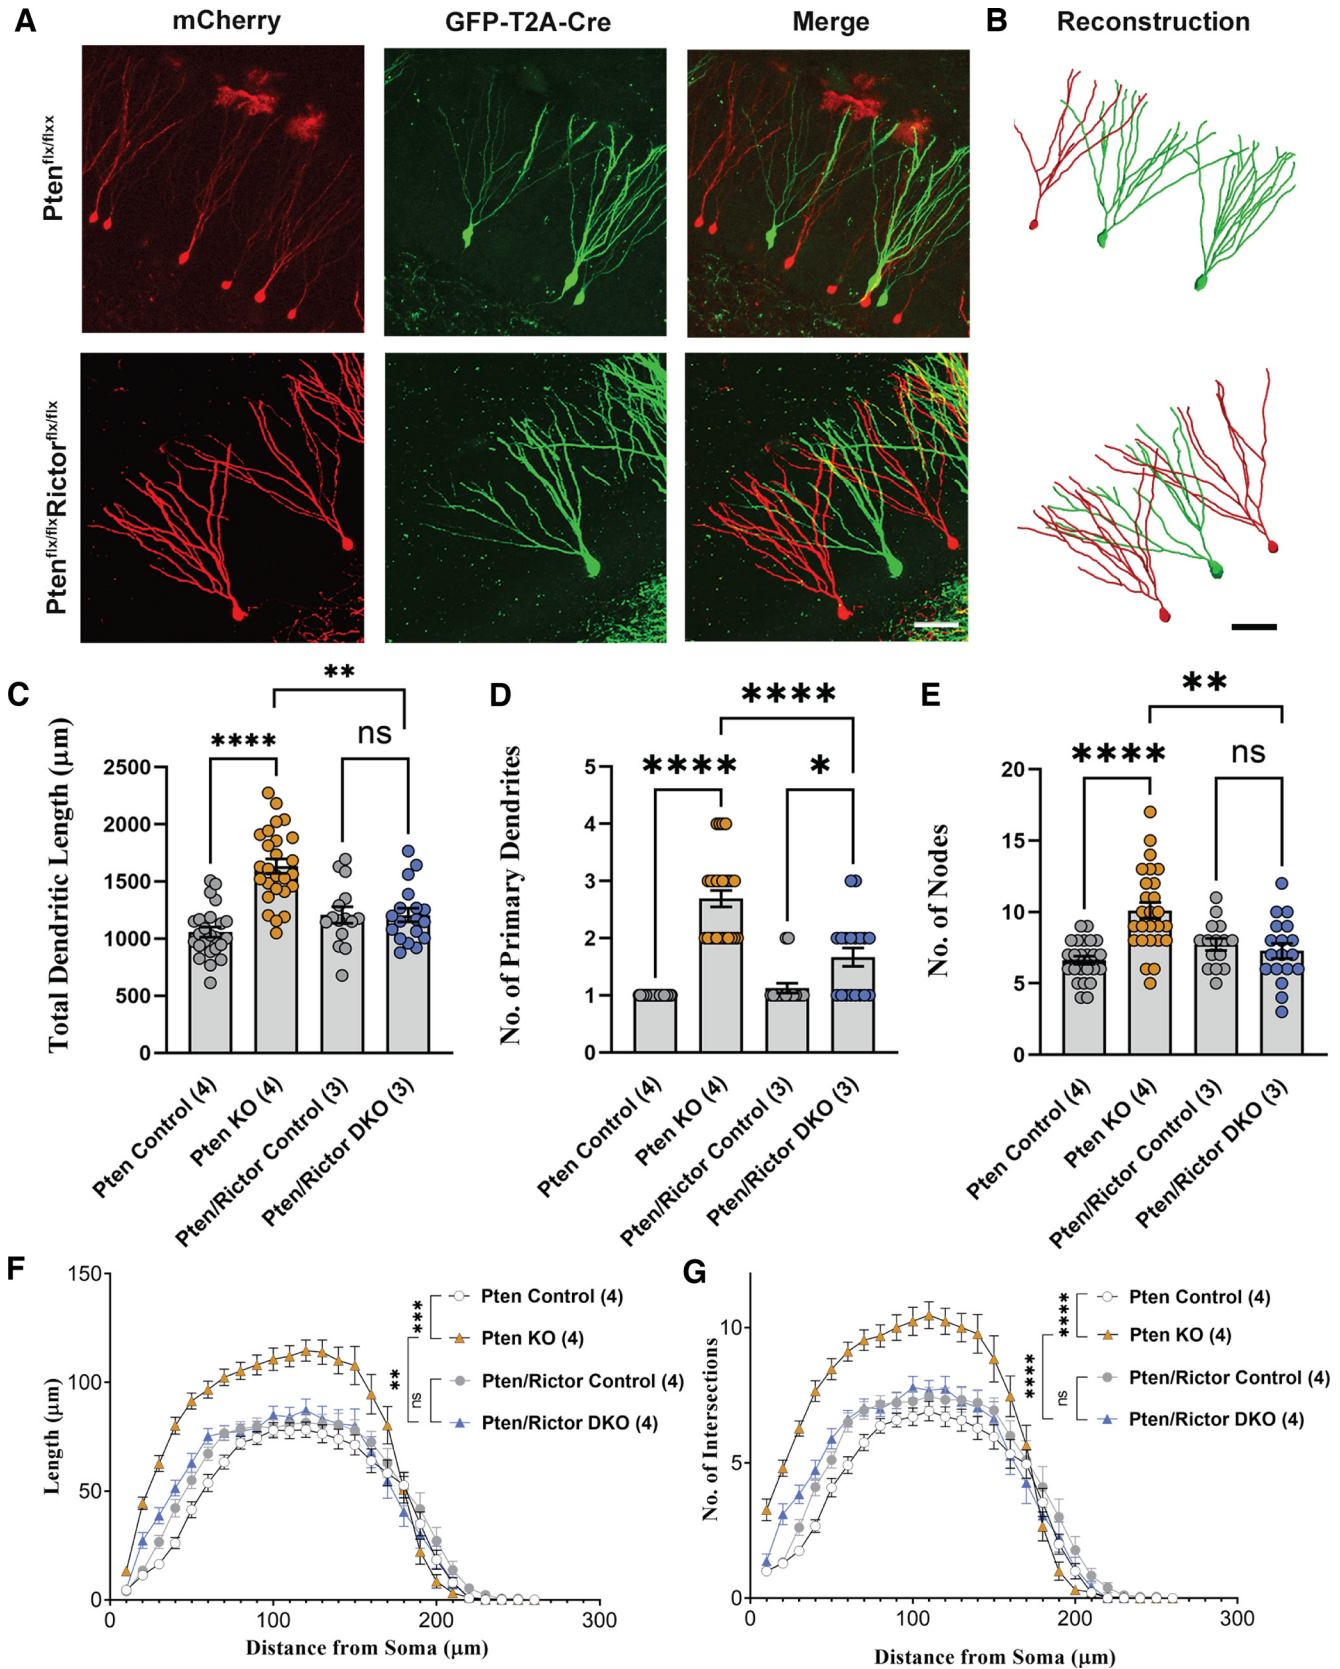 A
mCherry
GFP-T2A-Cre
Merge
B
Reconstruction
Pten^flx/flxx
Pten^flx/flx Rictor^flx/flx
C
Total Dendritic Length (μm)
2500
2000
1500
1000
500
0
****
**
ns
Pten Control (4)
Pten KO (4)
Pten/Rictor Control (3)
Pten/Rictor DKO (3)
D
No. of Primary Dendrites
5
4
3
2
1
0
****
****
*
Pten Control (4)
Pten KO (4)
Pten/Rictor Control (3)
Pten/Rictor DKO (3)
E
No. of Nodes
20
15
10
5
0
****
**
ns
Pten Control (4)
Pten KO (4)
Pten/Rictor Control (3)
Pten/Rictor DKO (3)
F
Length (μm)
150
100
50
0
0 100 200 300
Distance from Soma (μm)
***
**
ns
Pten Control (4)
Pten KO (4)
Pten/Rictor Control (4)
Pten/Rictor DKO (4)
G
No. of Intersections
10
5
0
0 100 200 300
Distance from Soma (μm)
****
****
ns
Pten Control (4)
Pten KO (4)
Pten/Rictor Control (4)
Pten/Rictor DKO (4)